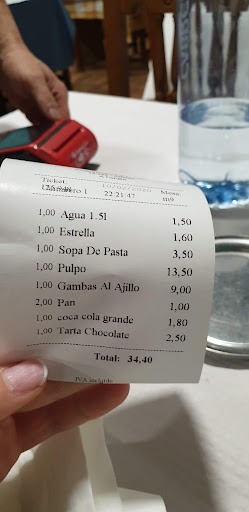 Ticket: Mesa:
Camarero 1 22:21:47 m9
1,00 Agua 1.5l 1,50
1,00 Estrella 1,60
1,00 Sopa De Pasta 3,50
1,00 Pulpo 13,50
1,00 Gambas Al Ajillo 9,00
2,00 Pan 1,00
1,00 coca cola grande 1,80
1,00 Tarta Chocolate 2,50
Total: 34,40